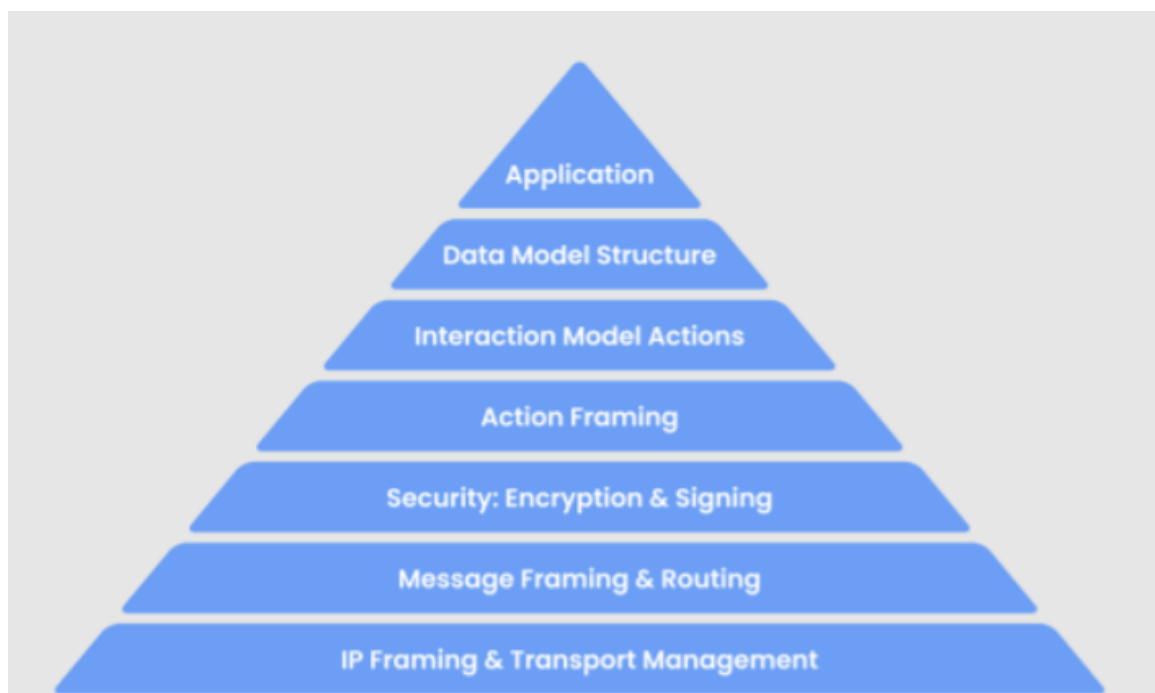 Application
Data Model Structure
Interaction Model Actions
Action Framing
Security: Encryption & Signing
Message Framing & Routing
IP Framing & Transport Management